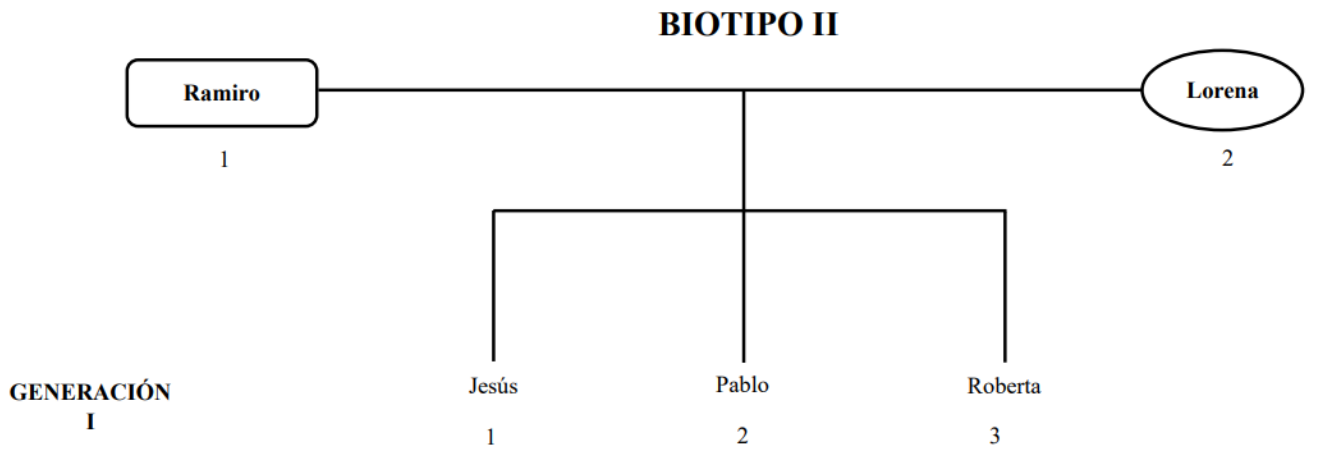 BIOTIPO II
Ramiro
Lorena
1
2
Jesús
Pablo
Roberta
GENERACIÓN
I
1
2
3